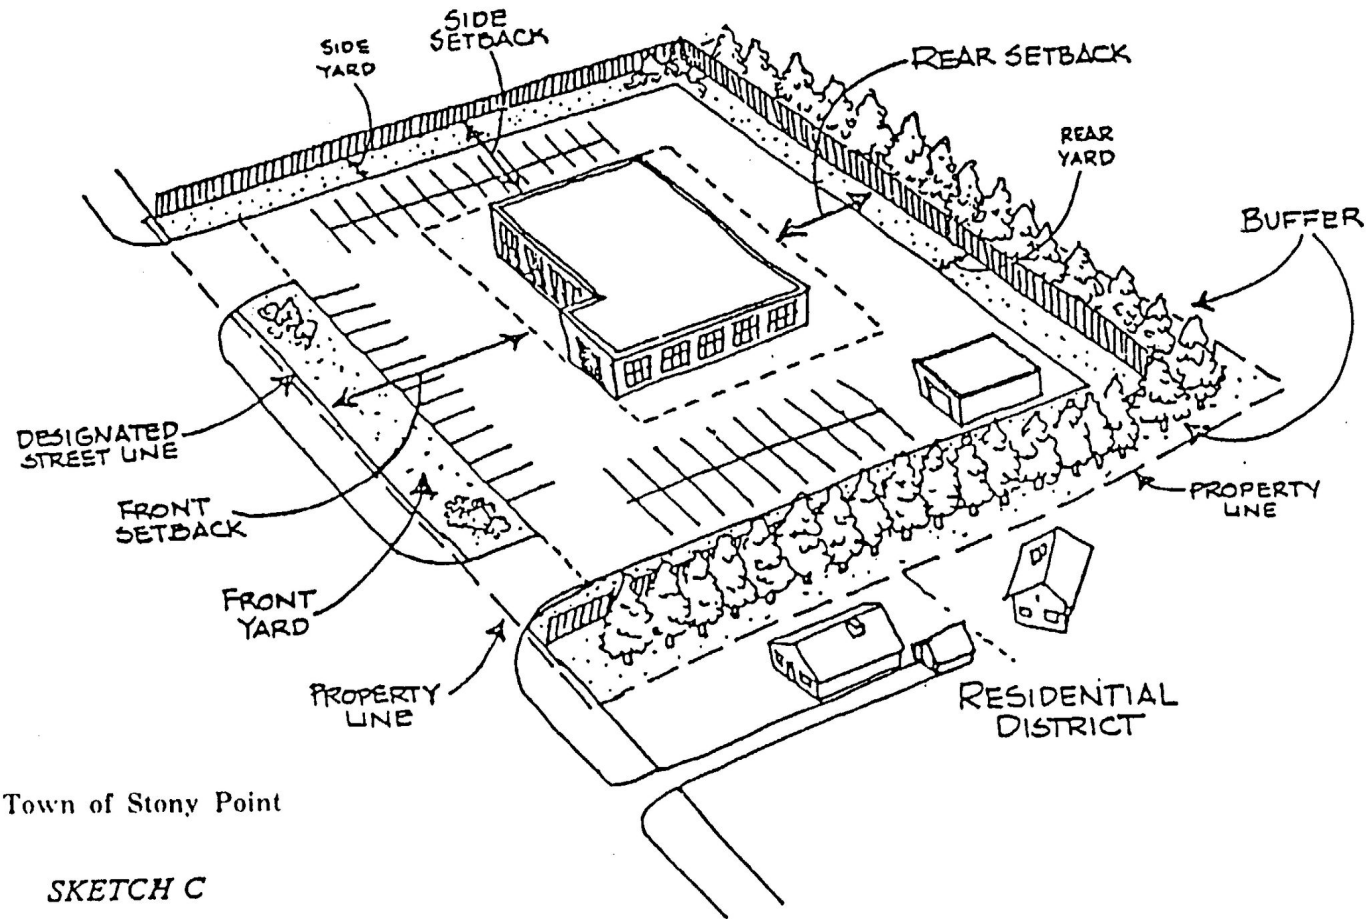 SIDE
SETBACK
SIDE
YARD
REAR SETBACK
REAR
YARD
BUFFER
DESIGNATED
STREET LINE
FRONT
SETBACK
PROPERTY
LINE
FRONT
YARD
PROPERTY
LINE
RESIDENTIAL
DISTRICT
Town of Stony Point
SKETCH C